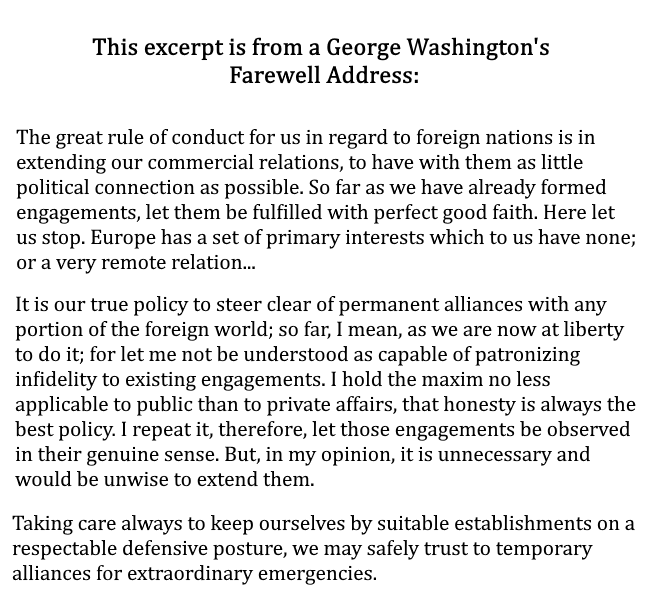 This excerpt is from a George Washington's
Farewell Address:
The great rule of conduct for us in regard to foreign nations is in
extending our commercial relations, to have with them as little
political connection as possible. So far as we have already formed
engagements, let them be fulfilled with perfect good faith. Here let
us stop. Europe has a set of primary interests which to us have none;
or a very remote relation...
It is our true policy to steer clear of permanent alliances with any
portion of the foreign world; so far, I mean, as we are now at liberty
to do it; for let me not be understood as capable of patronizing
infidelity to existing engagements. I hold the maxim no less
applicable to public than to private affairs, that honesty is always the
best policy. I repeat it, therefore, let those engagements be observed
in their genuine sense. But, in my opinion, it is unnecessary and
would be unwise to extend them.
Taking care always to keep ourselves by suitable establishments on a
respectable defensive posture, we may safely trust to temporary
alliances for extraordinary emergencies.